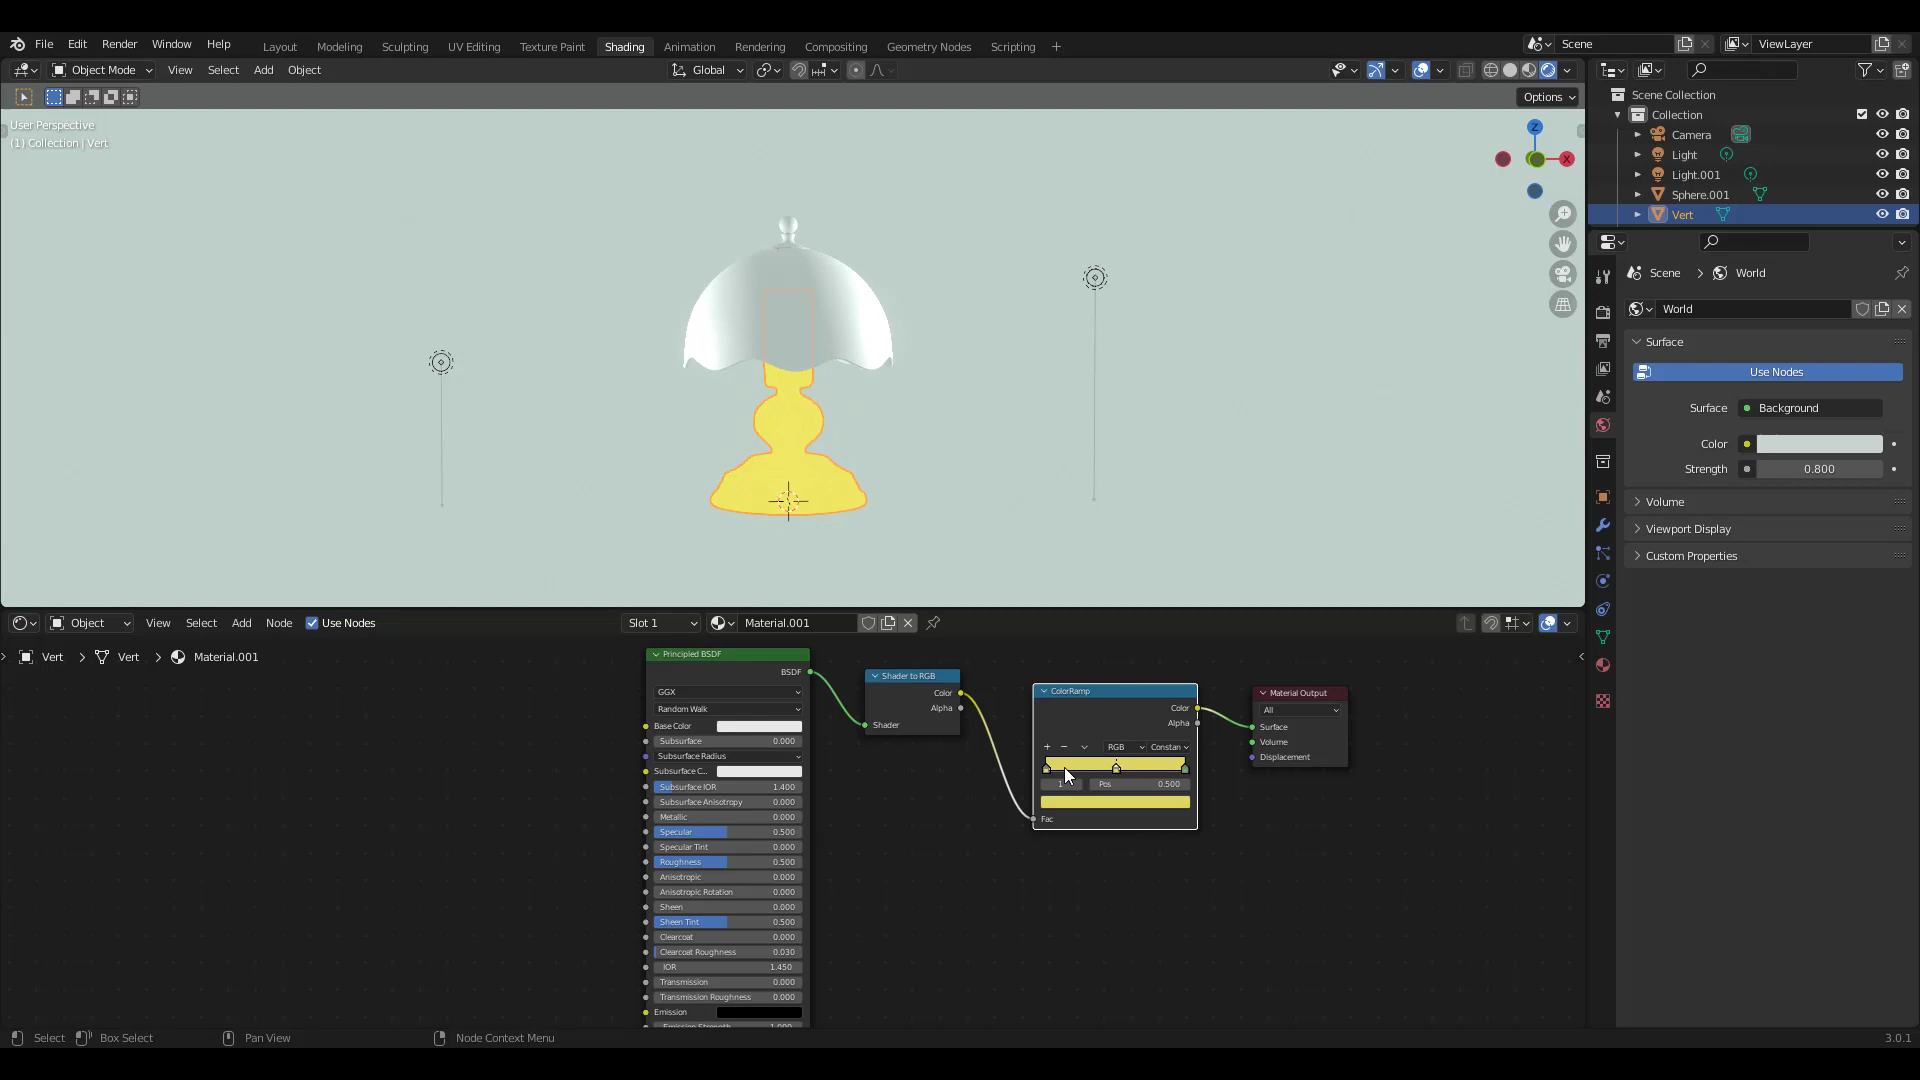 File Edit Render Window Help Layout Modeling Sculpting UV Editing Texture Paint Shading Animation Rendering Compositing Geometry Nodes Scripting + Scene ViewLayer
Object Mode View Select Add Object Global
Options
User Perspective
(1) Collection | Vert
Z
X
Scene Collection
Collection
Camera
Light
Light.001
Sphere.001
Vert
Scene > World
World
Surface
Use Nodes
Surface Background
Color
Strength 0.800
Volume
Viewport Display
Custom Properties
Object View Select Add Node Use Nodes Slot 1 Material.001
Vert > Vert > Material.001
Principled BSDF
BSDF
GGX
Random Walk
Base Color
Subsurface 0.000
Subsurface Radius
Subsurface C...
Subsurface IOR 1.400
Subsurface Anisotropy 0.000
Metallic 0.000
Specular 0.500
Specular Tint 0.000
Roughness 0.500
Anisotropic 0.000
Anisotropic Rotation 0.000
Sheen 0.000
Sheen Tint 0.500
Clearcoat 0.000
Clearcoat Roughness 0.030
IOR 1.450
Transmission 0.000
Transmission Roughness 0.000
Emission
Emission Strength 1.000
Shader to RGB
Color
Alpha
Shader
ColorRamp
Color
Alpha
+ − RGB Constan
1 Pos 0.500
Fac
Material Output
All
Surface
Volume
Displacement
Select Box Select Pan View Node Context Menu 3.0.1